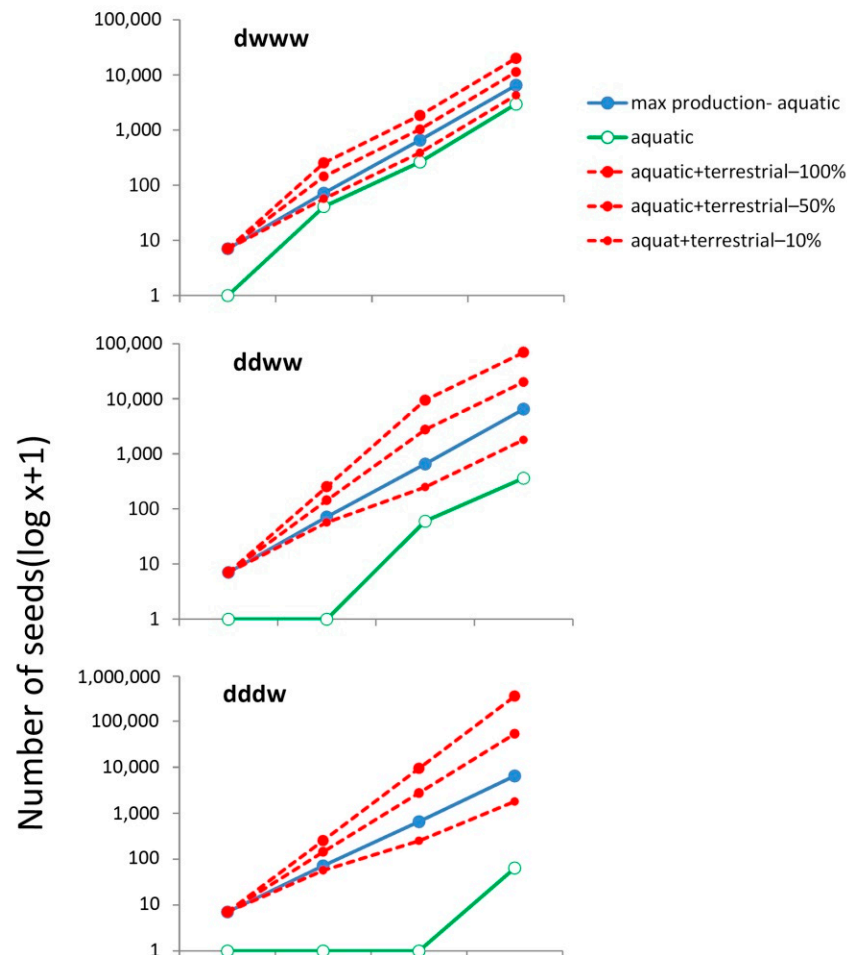 Number of seeds(log x+1)
dwww
100,000
10,000
1,000
100
10
1
max production- aquatic
aquatic
aquatic+terrestrial–100%
aquatic+terrestrial–50%
aquat+terrestrial–10%
ddww
100,000
10,000
1,000
100
10
1
dddw
1,000,000
100,000
10,000
1,000
100
10
1